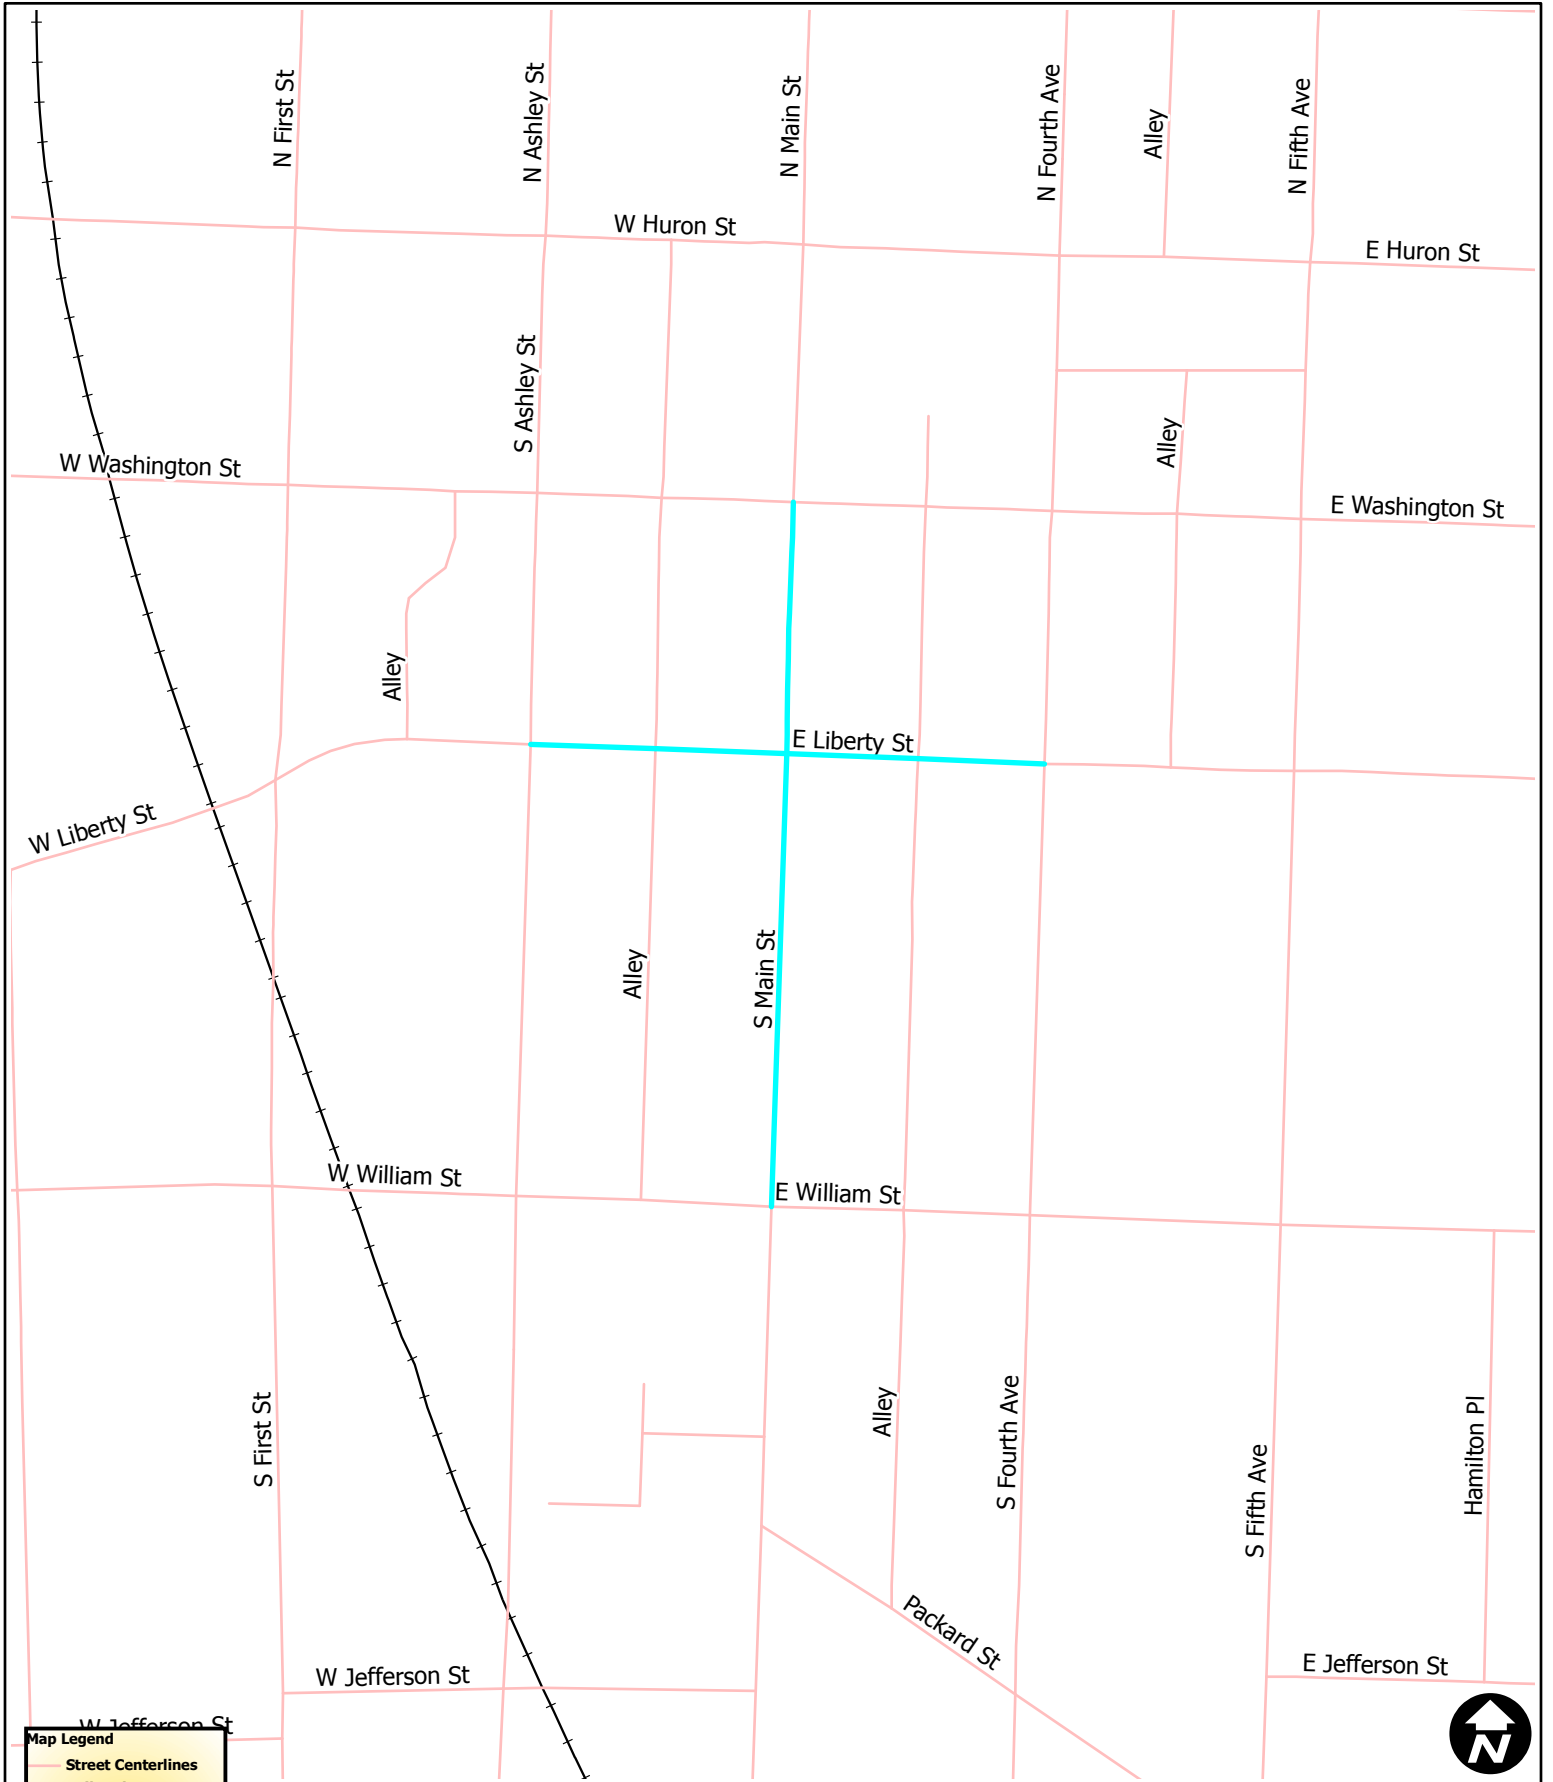 N First St
N Ashley St
N Main St
N Fourth Ave
Alley
N Fifth Ave
W Huron St
E Huron St
S Ashley St
Alley
W Washington St
E Washington St
Alley
E Liberty St
W Liberty St
Alley
S Main St
W William St
E William St
S First St
Alley
S Fourth Ave
S Fifth Ave
Hamilton Pl
Packard St
W Jefferson St
E Jefferson St
W Jefferson St
Map Legend
Street Centerlines
N